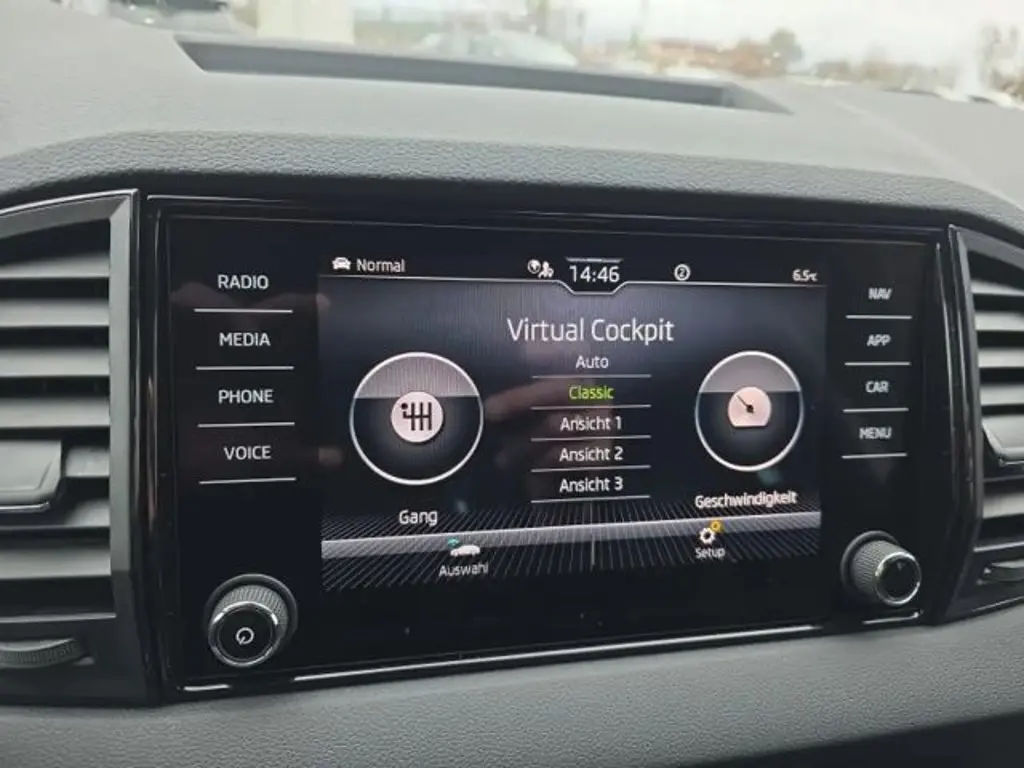 RADIO
MEDIA
PHONE
VOICE
Normal
14:46
2
6.5°C
Virtual Cockpit
Auto
Classic
Ansicht 1
Ansicht 2
Ansicht 3
Gang
Geschwindigkeit
Auswahl
Setup
NAV
APP
CAR
MENU